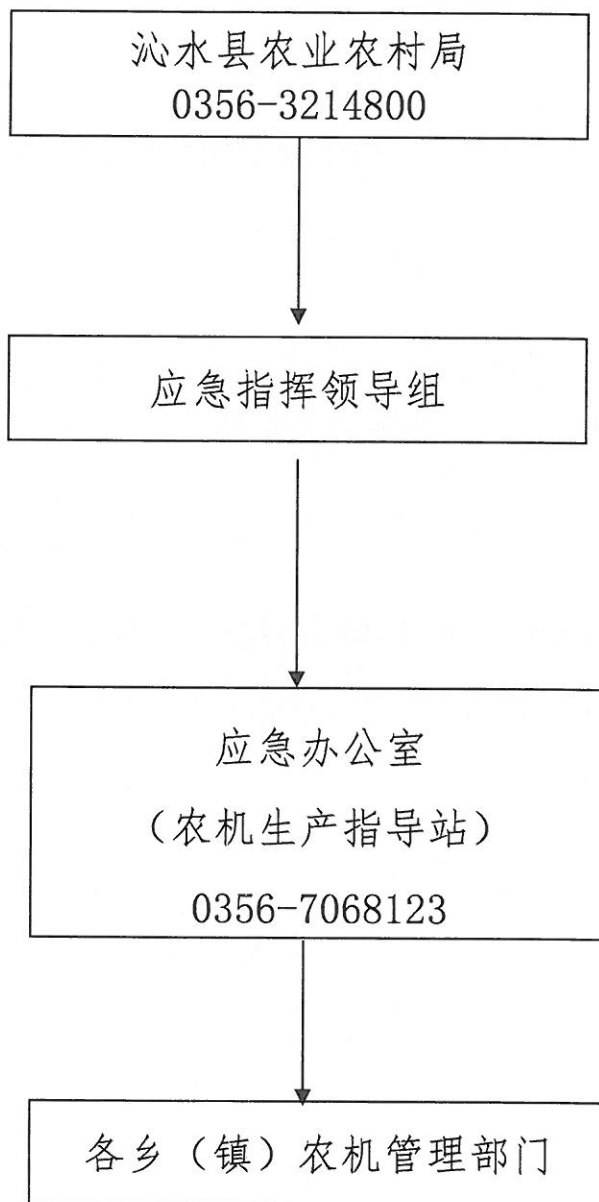 沁水县农业农村局
0356-3214800
应急指挥领导组
应急办公室
（农机生产指导站）
0356-7068123
各乡（镇）农机管理部门